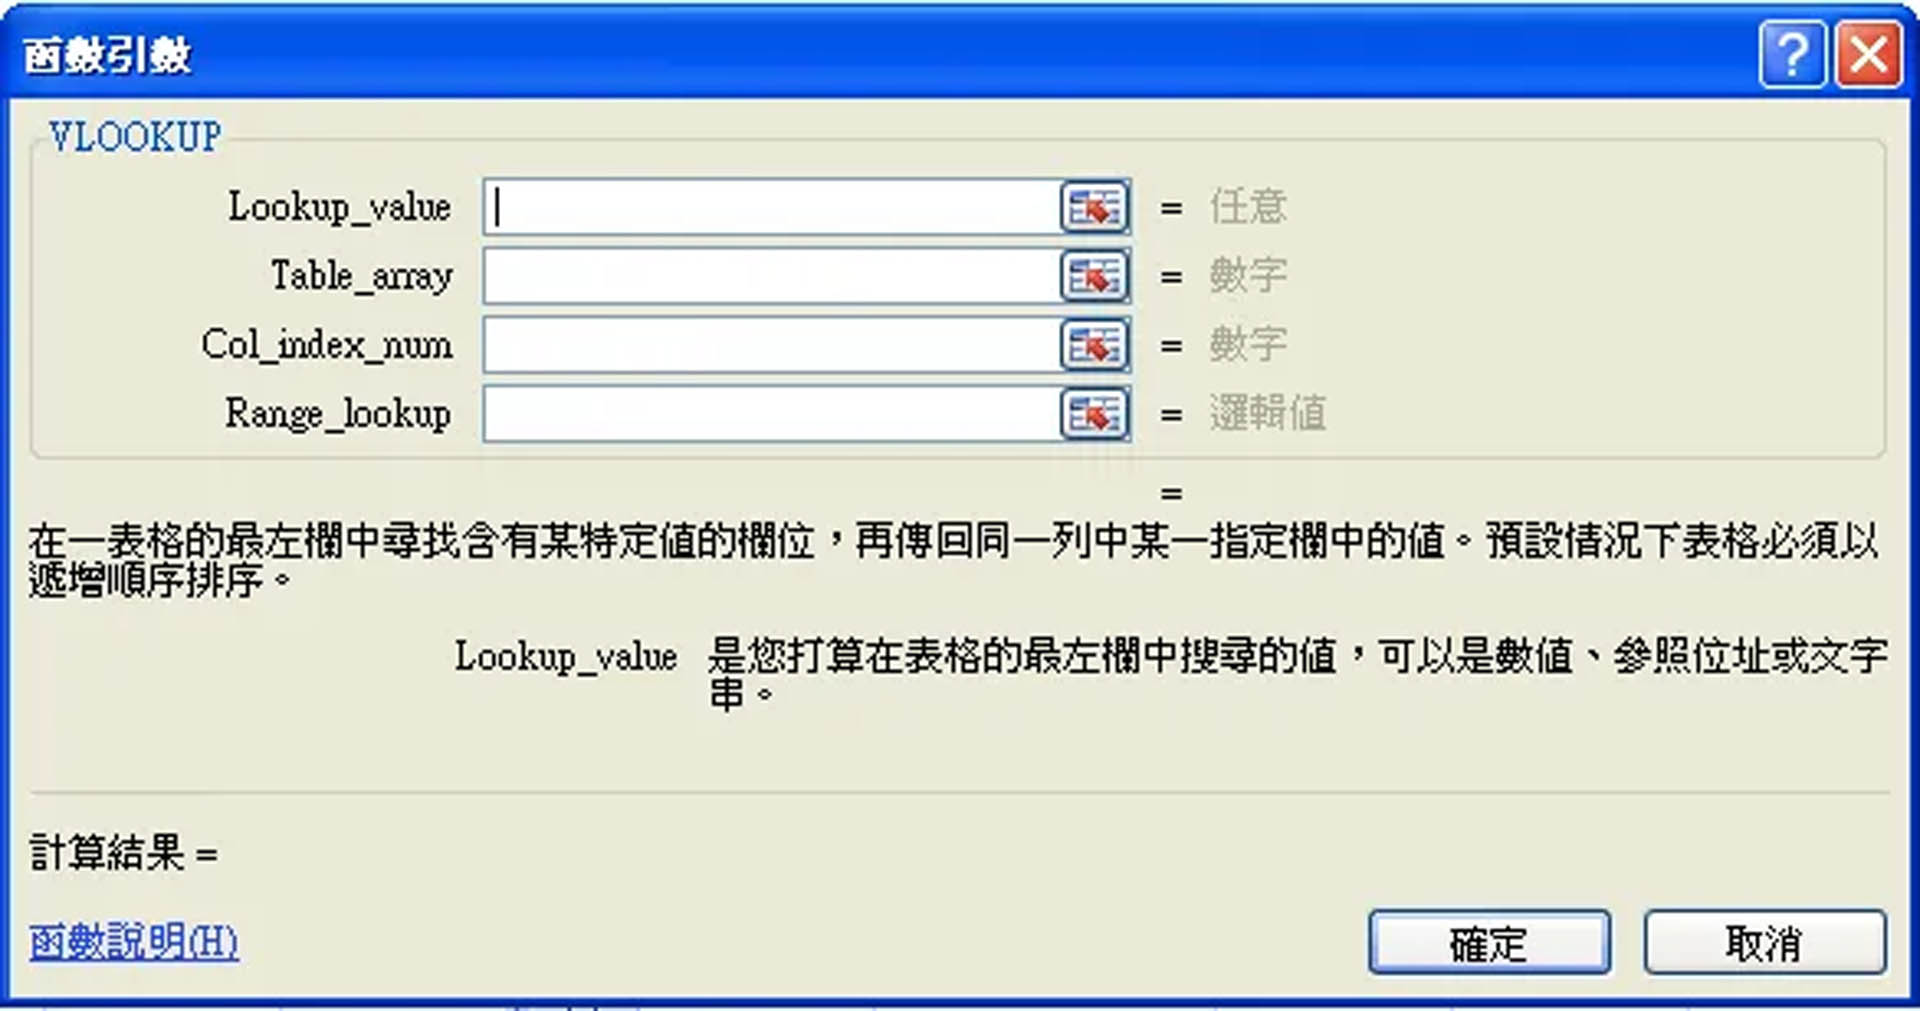 函數引數
VLOOKUP
Lookup_value = 任意
Table_array = 數字
Col_index_num = 數字
Range_lookup = 邏輯值
=
在一表格的最左欄中尋找含有某特定值的欄位，再傳回同一列中某一指定欄中的值。預設情況下表格必須以
遞增順序排序。
Lookup_value 是您打算在表格的最左欄中搜尋的值，可以是數值、參照位址或文字
串。
計算結果 =
函數說明(H)
確定 取消